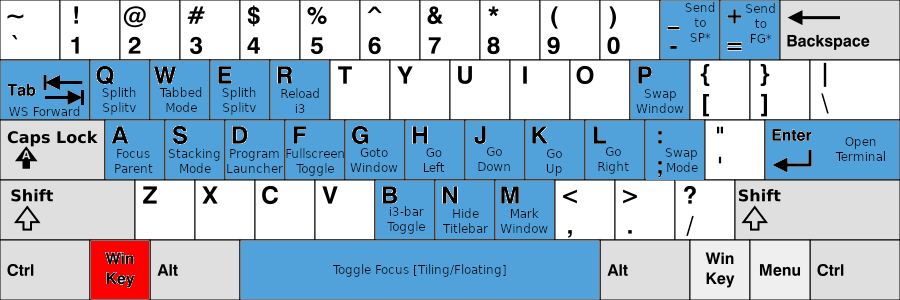 ~ ! @ # $ % ^ & * ( ) _ Send to SP* + Send to FG*
` 1 2 3 4 5 6 7 8 9 0 - = Backspace
Tab Q W E R T Y U I O P { } |
WS Forward Splith Splitv Tabbed Mode Splith Splitv Reload i3 Swap Window [ ] \
Caps Lock A S D F G H J K L : " Enter
A Focus Parent Stacking Mode Program Launcher Fullscreen Toggle Goto Window Go Left Go Down Go Up Go Right ; Swap Mode ' Open Terminal
Shift Z X C V B N M < > ? Shift
i3-bar Toggle Hide Titlebar Mark Window , . /
Ctrl Win Key Alt Toggle Focus [Tiling/Floating] Alt Win Key Menu Ctrl